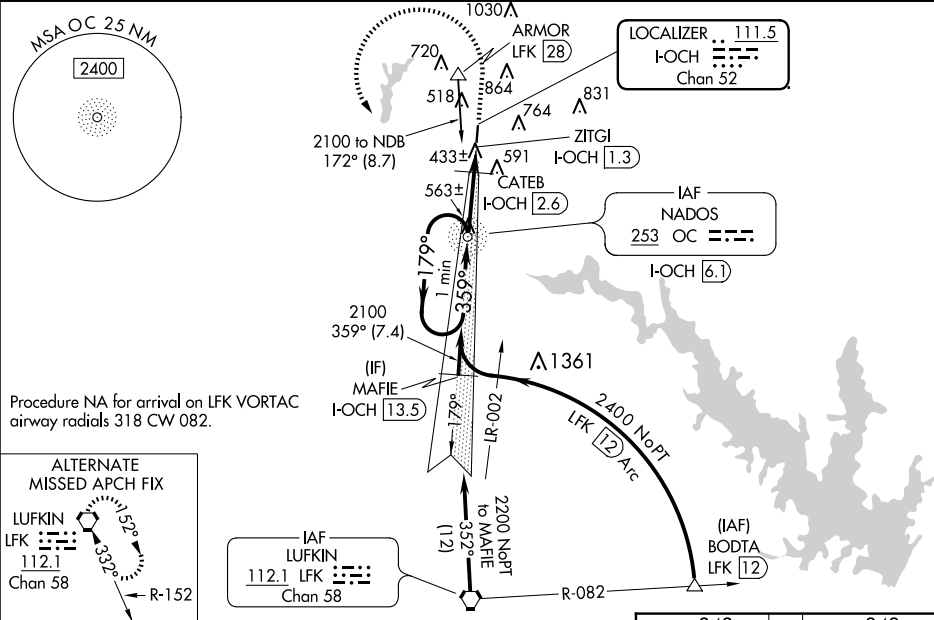 MSA OC 25 NM
2400
1030
ARMOR
LFK 28
720
864
518
LOCALIZER 111.5
I-OCH
Chan 52
831
764
2100 to NDB
172° (8.7)
ZITGI
I-OCH 1.3
433±
591
CATEB
I-OCH 2.6
563±
IAF
NADOS
253 OC
I-OCH 6.1
179°
1 min
359°
2100
359° (7.4)
(IF)
MAFIE
I-OCH 13.5
1361
179°
LR-002
2400 NoPT
LFK 12 Arc
Procedure NA for arrival on LFK VORTAC
airway radials 318 CW 082.
ALTERNATE
MISSED APCH FIX
LUFKIN
LFK
112.1
Chan 58
152°
332°
R-152
2200 NoPT
to MAFIE
352°
(12)
IAF
LUFKIN
112.1 LFK
Chan 58
R-082
(IAF)
BODTA
LFK 12